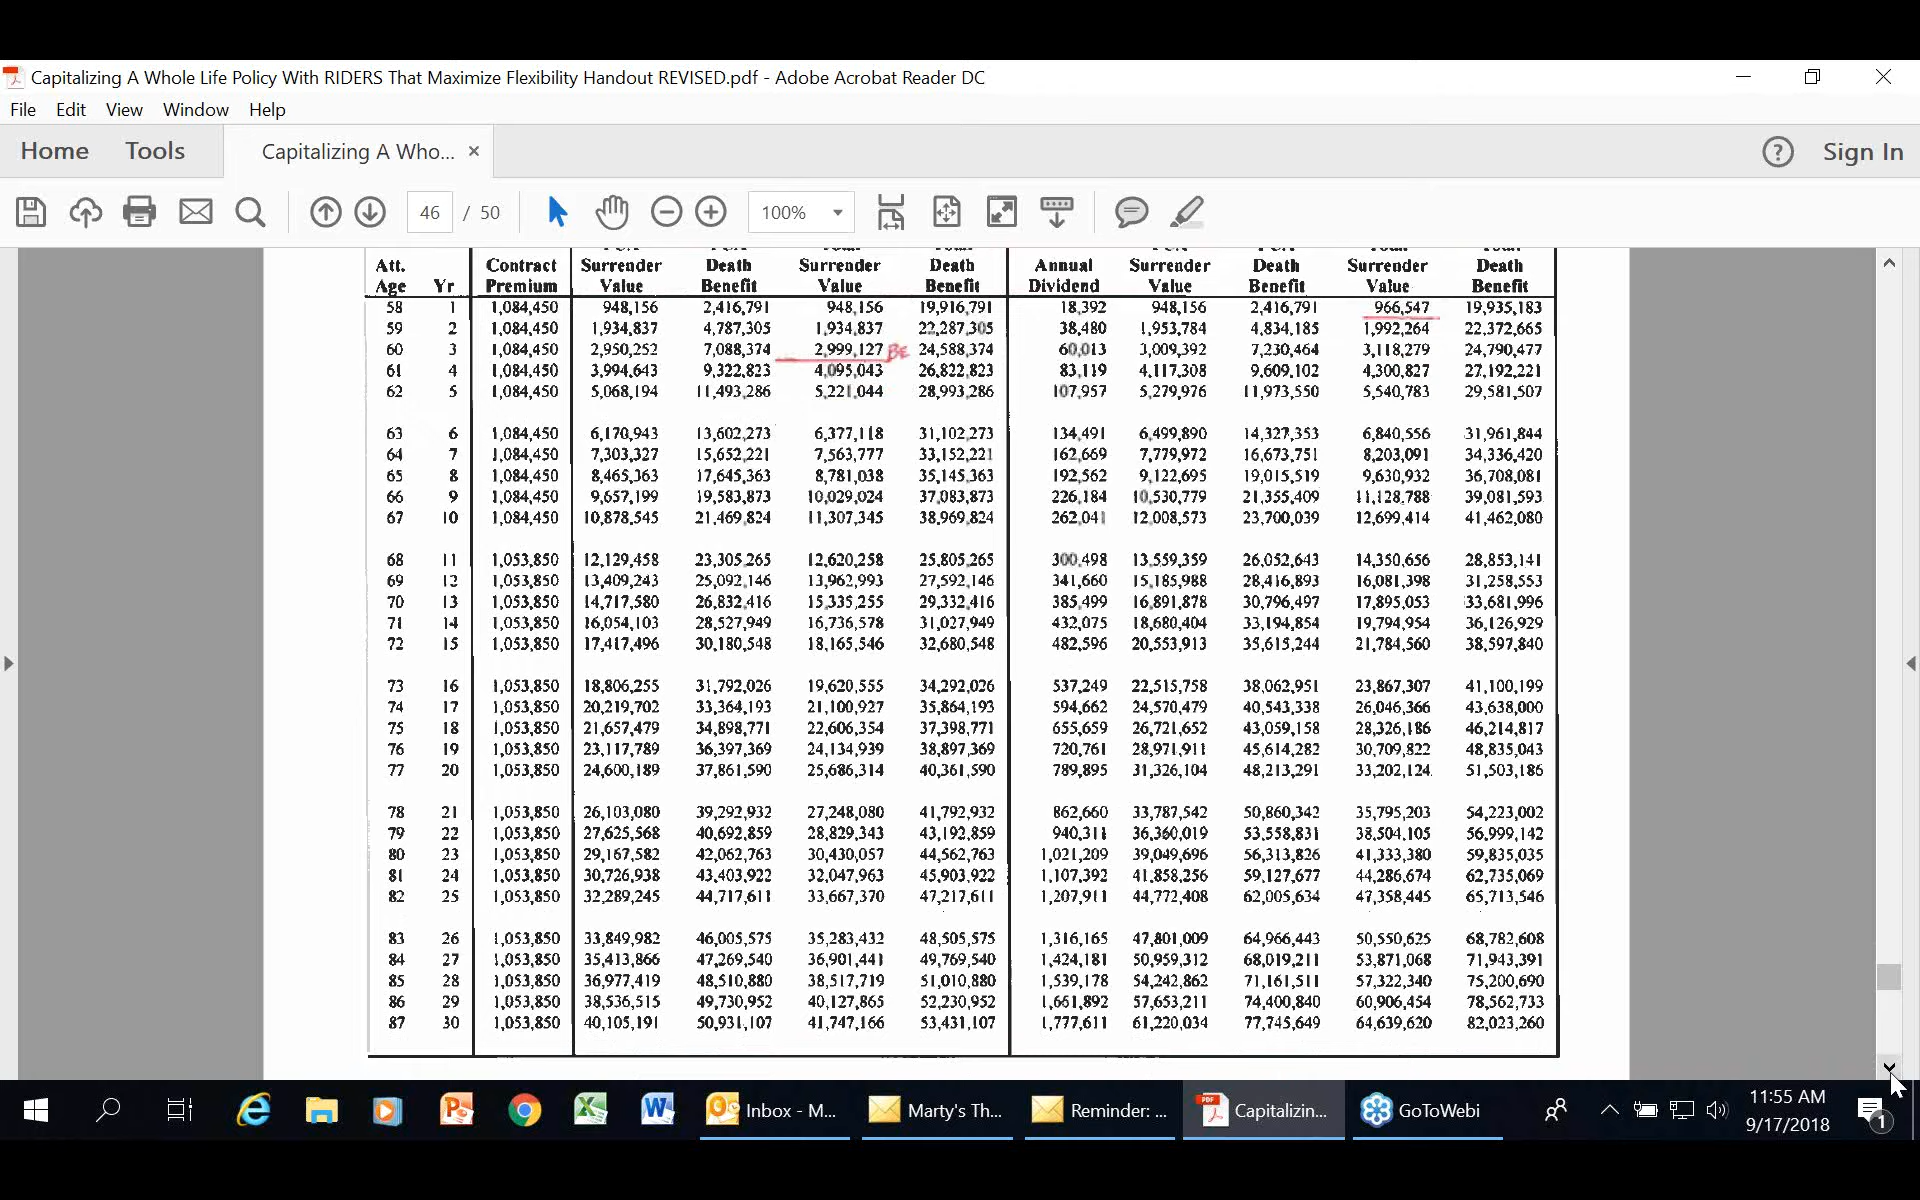 Capitalizing A Whole Life Policy With RIDERS That Maximize Flexibility Handout REVISED.pdf - Adobe Acrobat Reader DC
File Edit View Window Help
Home Tools Capitalizing A Who... × ? Sign In
46 / 50 100%
Att. Contract Surrender Death Surrender Death Annual Surrender Death Surrender Death
Age Yr Premium Value Benefit Value Benefit Dividend Value Benefit Value Benefit
58 1 1,084,450 948,156 2,416,791 948,156 19,916,791 18,392 948,156 2,416,791 966,547 19,935,183
59 2 1,084,450 1,934,837 4,787,305 1,934,837 22,287,305 38,480 1,953,784 4,834,185 1,992,264 22,372,665
60 3 1,084,450 2,950,252 7,088,374 2,999,127 BE 24,588,374 60,013 3,009,392 7,230,464 3,118,279 24,790,477
61 4 1,084,450 3,994,643 9,322,823 4,095,043 26,822,823 83,119 4,117,308 9,609,102 4,300,827 27,192,221
62 5 1,084,450 5,068,194 11,493,286 5,221,044 28,993,286 107,957 5,279,976 11,973,550 5,540,783 29,581,507
63 6 1,084,450 6,170,943 13,602,273 6,377,118 31,102,273 134,491 6,499,890 14,327,353 6,840,556 31,961,844
64 7 1,084,450 7,303,327 15,652,221 7,563,777 33,152,221 162,669 7,779,972 16,673,751 8,203,091 34,336,420
65 8 1,084,450 8,465,363 17,645,363 8,781,038 35,145,363 192,562 9,122,695 19,015,519 9,630,932 36,708,081
66 9 1,084,450 9,657,199 19,583,873 10,029,024 37,083,873 226,184 10,530,779 21,355,409 11,128,788 39,081,593
67 10 1,084,450 10,878,545 21,469,824 11,307,345 38,969,824 262,041 12,008,573 23,700,039 12,699,414 41,462,080
68 11 1,053,850 12,129,458 23,305,265 12,620,258 25,805,265 300,498 13,559,359 26,052,643 14,350,656 28,853,141
69 12 1,053,850 13,409,243 25,092,146 13,962,993 27,592,146 341,660 15,185,988 28,416,893 16,081,398 31,258,553
70 13 1,053,850 14,717,580 26,832,416 15,335,255 29,332,416 385,499 16,891,878 30,796,497 17,895,053 33,681,996
71 14 1,053,850 16,054,103 28,527,949 16,736,578 31,027,949 432,075 18,680,404 33,194,854 19,794,954 36,126,929
72 15 1,053,850 17,417,496 30,180,548 18,165,546 32,680,548 482,596 20,553,913 35,615,244 21,784,560 38,597,840
73 16 1,053,850 18,806,255 31,792,026 19,620,555 34,292,026 537,249 22,515,758 38,062,951 23,867,307 41,100,199
74 17 1,053,850 20,219,702 33,364,193 21,100,927 35,864,193 594,662 24,570,479 40,543,338 26,046,366 43,638,000
75 18 1,053,850 21,657,479 34,898,771 22,606,354 37,398,771 655,659 26,721,652 43,059,158 28,326,186 46,214,817
76 19 1,053,850 23,117,789 36,397,369 24,134,939 38,897,369 720,761 28,971,911 45,614,282 30,709,822 48,835,043
77 20 1,053,850 24,600,189 37,861,590 25,686,314 40,361,590 789,895 31,326,104 48,213,291 33,202,124 51,503,186
78 21 1,053,850 26,103,080 39,292,932 27,248,080 41,792,932 862,660 33,787,542 50,860,342 35,795,203 54,223,002
79 22 1,053,850 27,625,568 40,692,859 28,829,343 43,192,859 940,311 36,360,019 53,558,831 38,504,105 56,999,142
80 23 1,053,850 29,167,582 42,062,763 30,430,057 44,562,763 1,021,209 39,049,696 56,313,826 41,333,380 59,835,035
81 24 1,053,850 30,726,938 43,403,922 32,047,963 45,903,922 1,107,392 41,858,256 59,127,677 44,286,674 62,735,069
82 25 1,053,850 32,289,245 44,717,611 33,667,370 47,217,611 1,207,911 44,772,408 62,005,634 47,358,445 65,713,546
83 26 1,053,850 33,849,982 46,005,575 35,283,432 48,505,575 1,316,165 47,801,009 64,966,443 50,550,625 68,782,608
84 27 1,053,850 35,413,866 47,269,540 36,901,441 49,769,540 1,424,181 50,959,312 68,019,211 53,871,068 71,943,391
85 28 1,053,850 36,977,419 48,510,880 38,517,719 51,010,880 1,539,178 54,242,862 71,161,511 57,322,340 75,200,690
86 29 1,053,850 38,536,515 49,730,952 40,127,865 52,230,952 1,661,892 57,653,211 74,400,840 60,906,454 78,562,733
87 30 1,053,850 40,105,191 50,931,107 41,747,166 53,431,107 1,777,611 61,220,034 77,745,649 64,639,620 82,023,260
Inbox - M... Marty's Th... Reminder: ... Capitalizin... GoToWebi 11:55 AM
9/17/2018 1